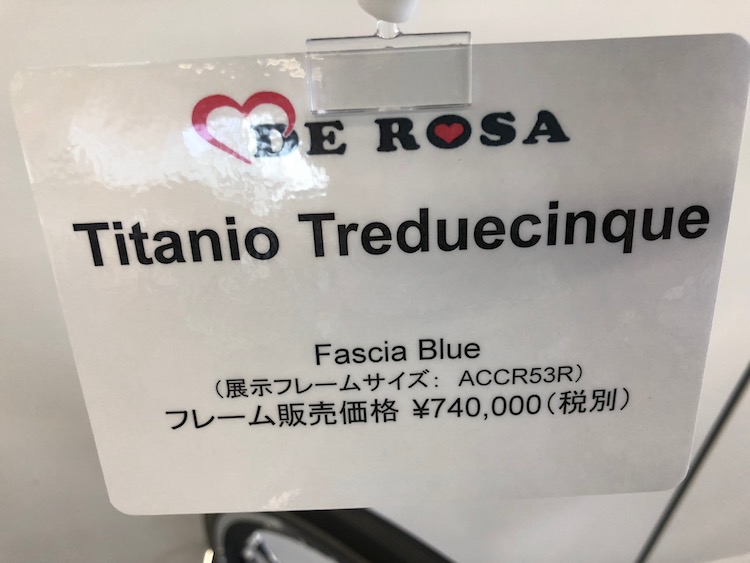 DE ROSA
Titanio Treduecinque
Fascia Blue
（展示フレームサイズ： ACCR53R）
フレーム販売価格 ¥740,000（税別）